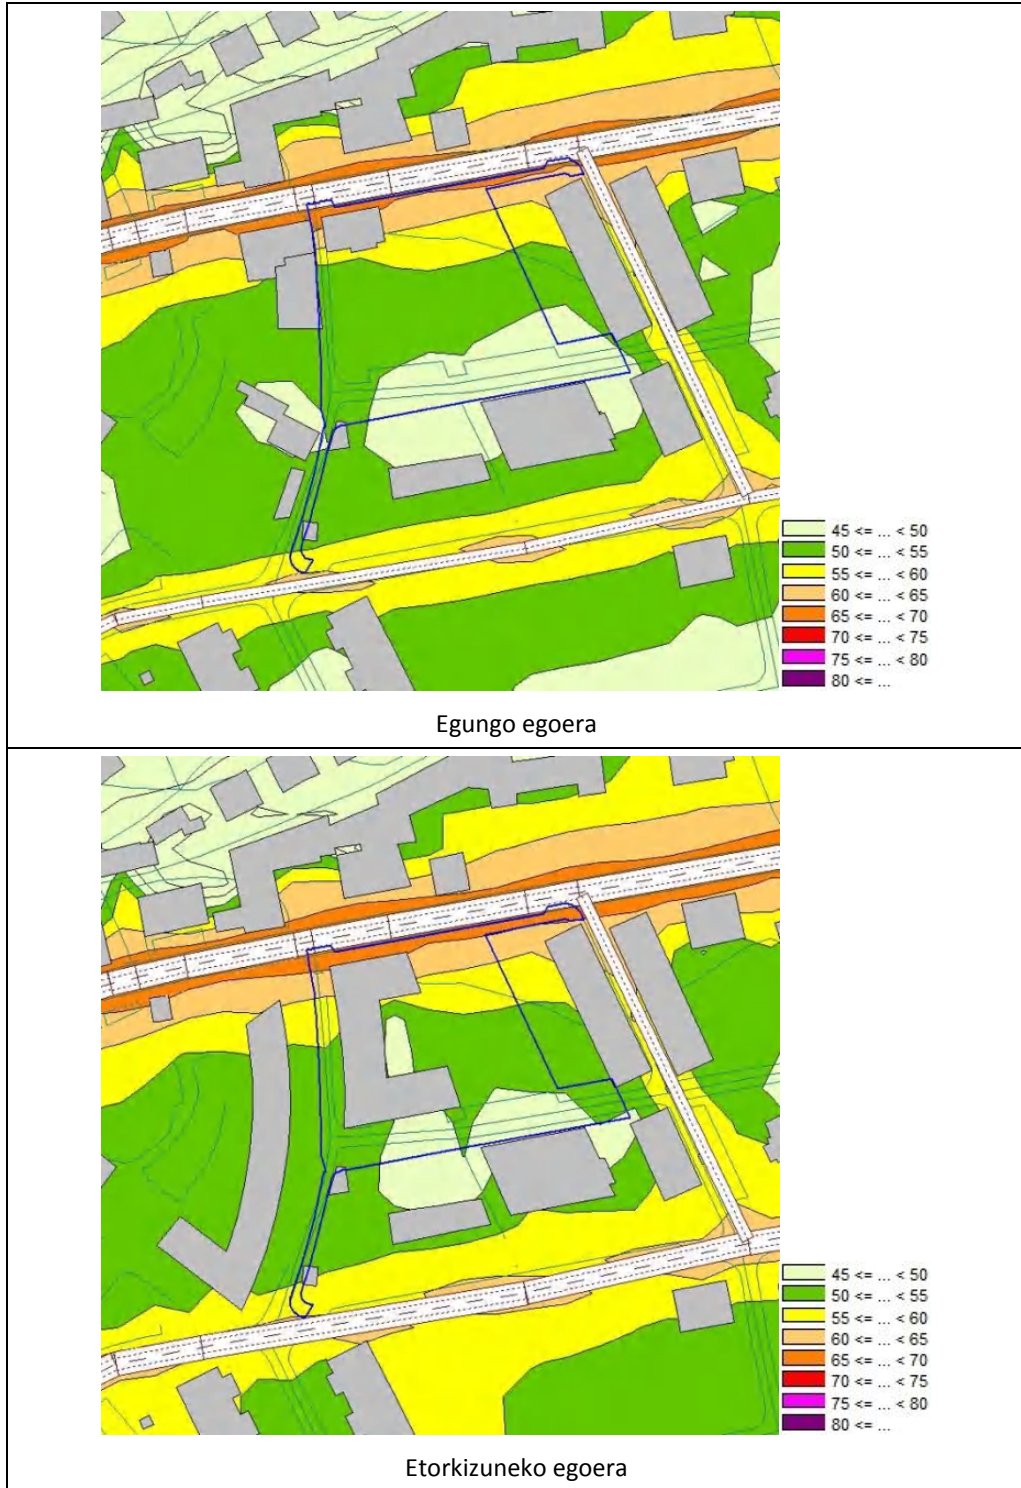 45 <= ... < 50
50 <= ... < 55
55 <= ... < 60
60 <= ... < 65
65 <= ... < 70
70 <= ... < 75
75 <= ... < 80
80 <= ...
Egungo egoera
45 <= ... < 50
50 <= ... < 55
55 <= ... < 60
60 <= ... < 65
65 <= ... < 70
70 <= ... < 75
75 <= ... < 80
80 <= ...
Etorkizuneko egoera